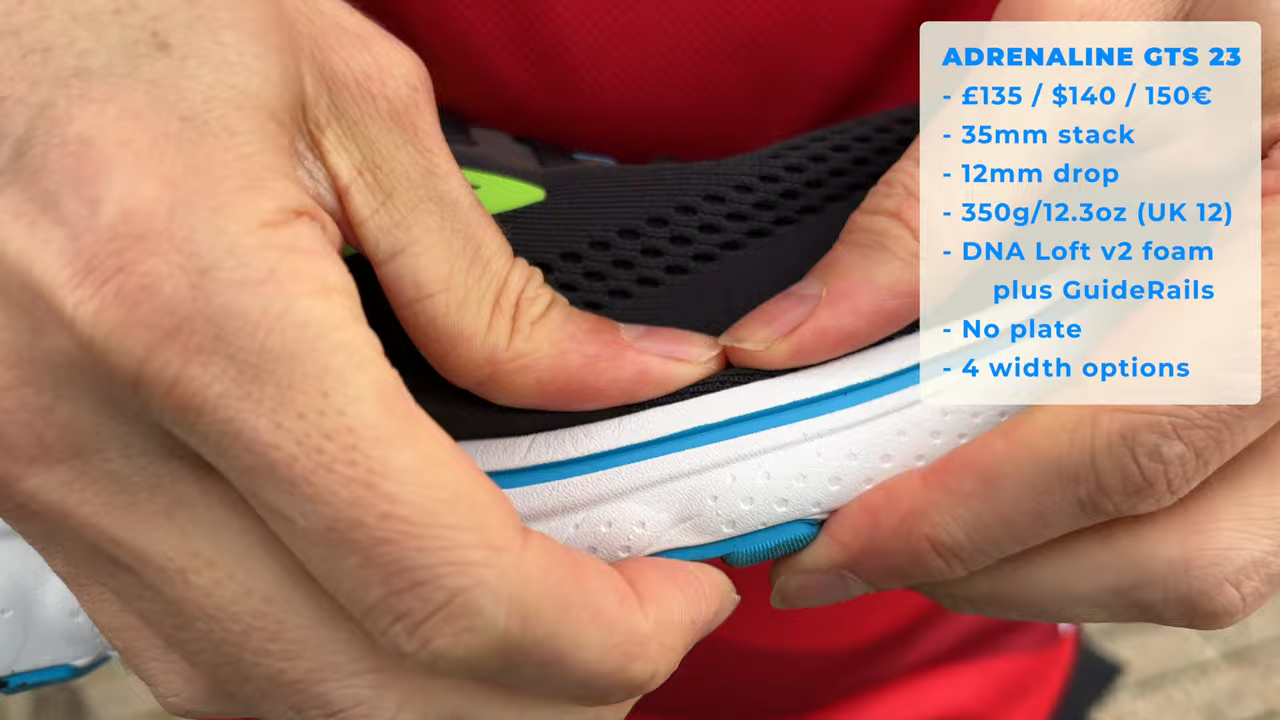 ADRENALINE GTS 23
- £135 / $140 / 150€
- 35mm stack
- 12mm drop
- 350g/12.3oz (UK 12)
- DNA Loft v2 foam
plus GuideRails
- No plate
- 4 width options